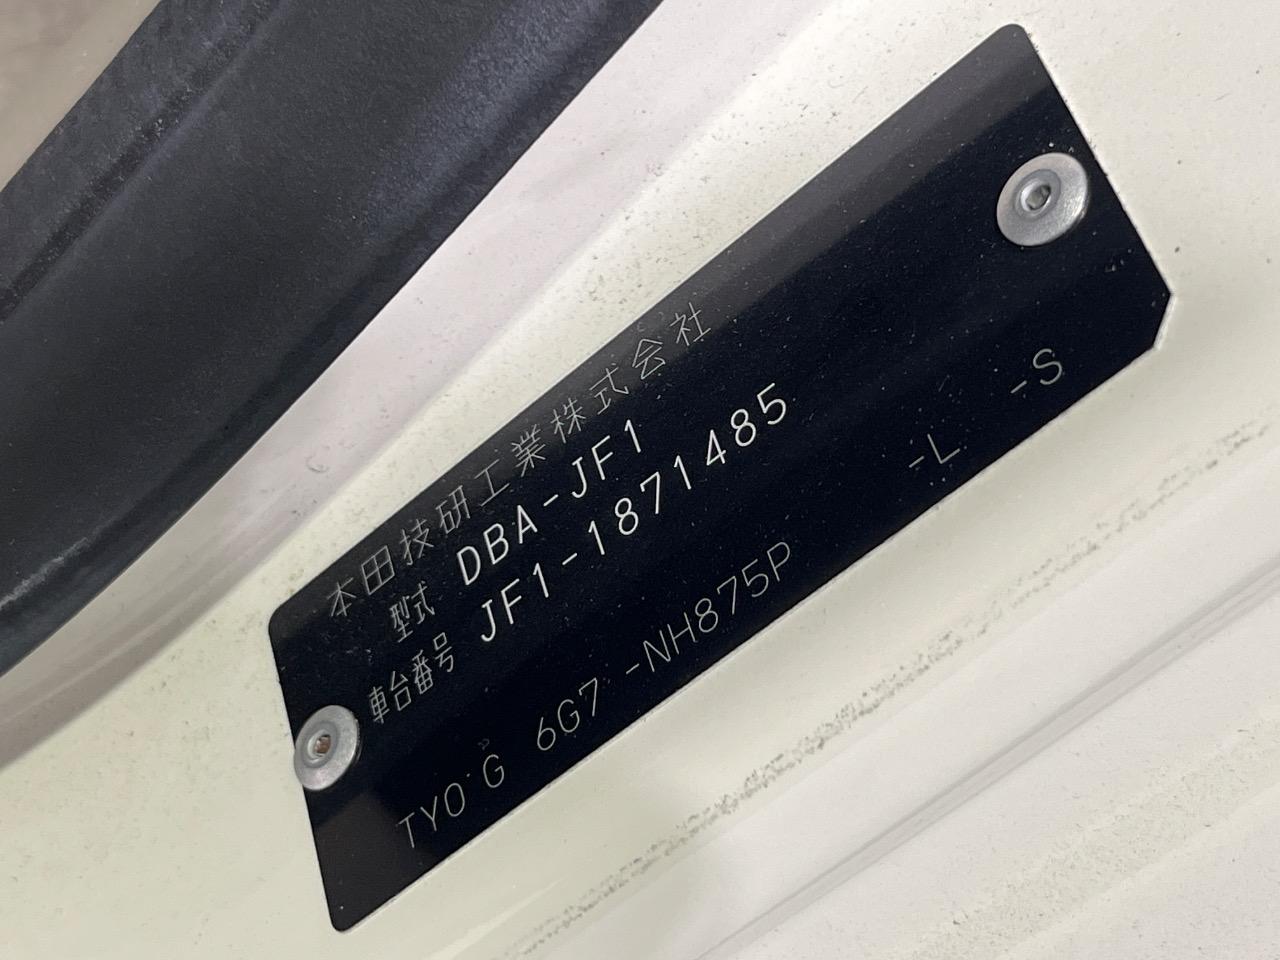 本田技研工業株式会社
型式 DBA-JF1
車台番号 JF1-1871485
TYO G 6G7 -NH875P -L -S